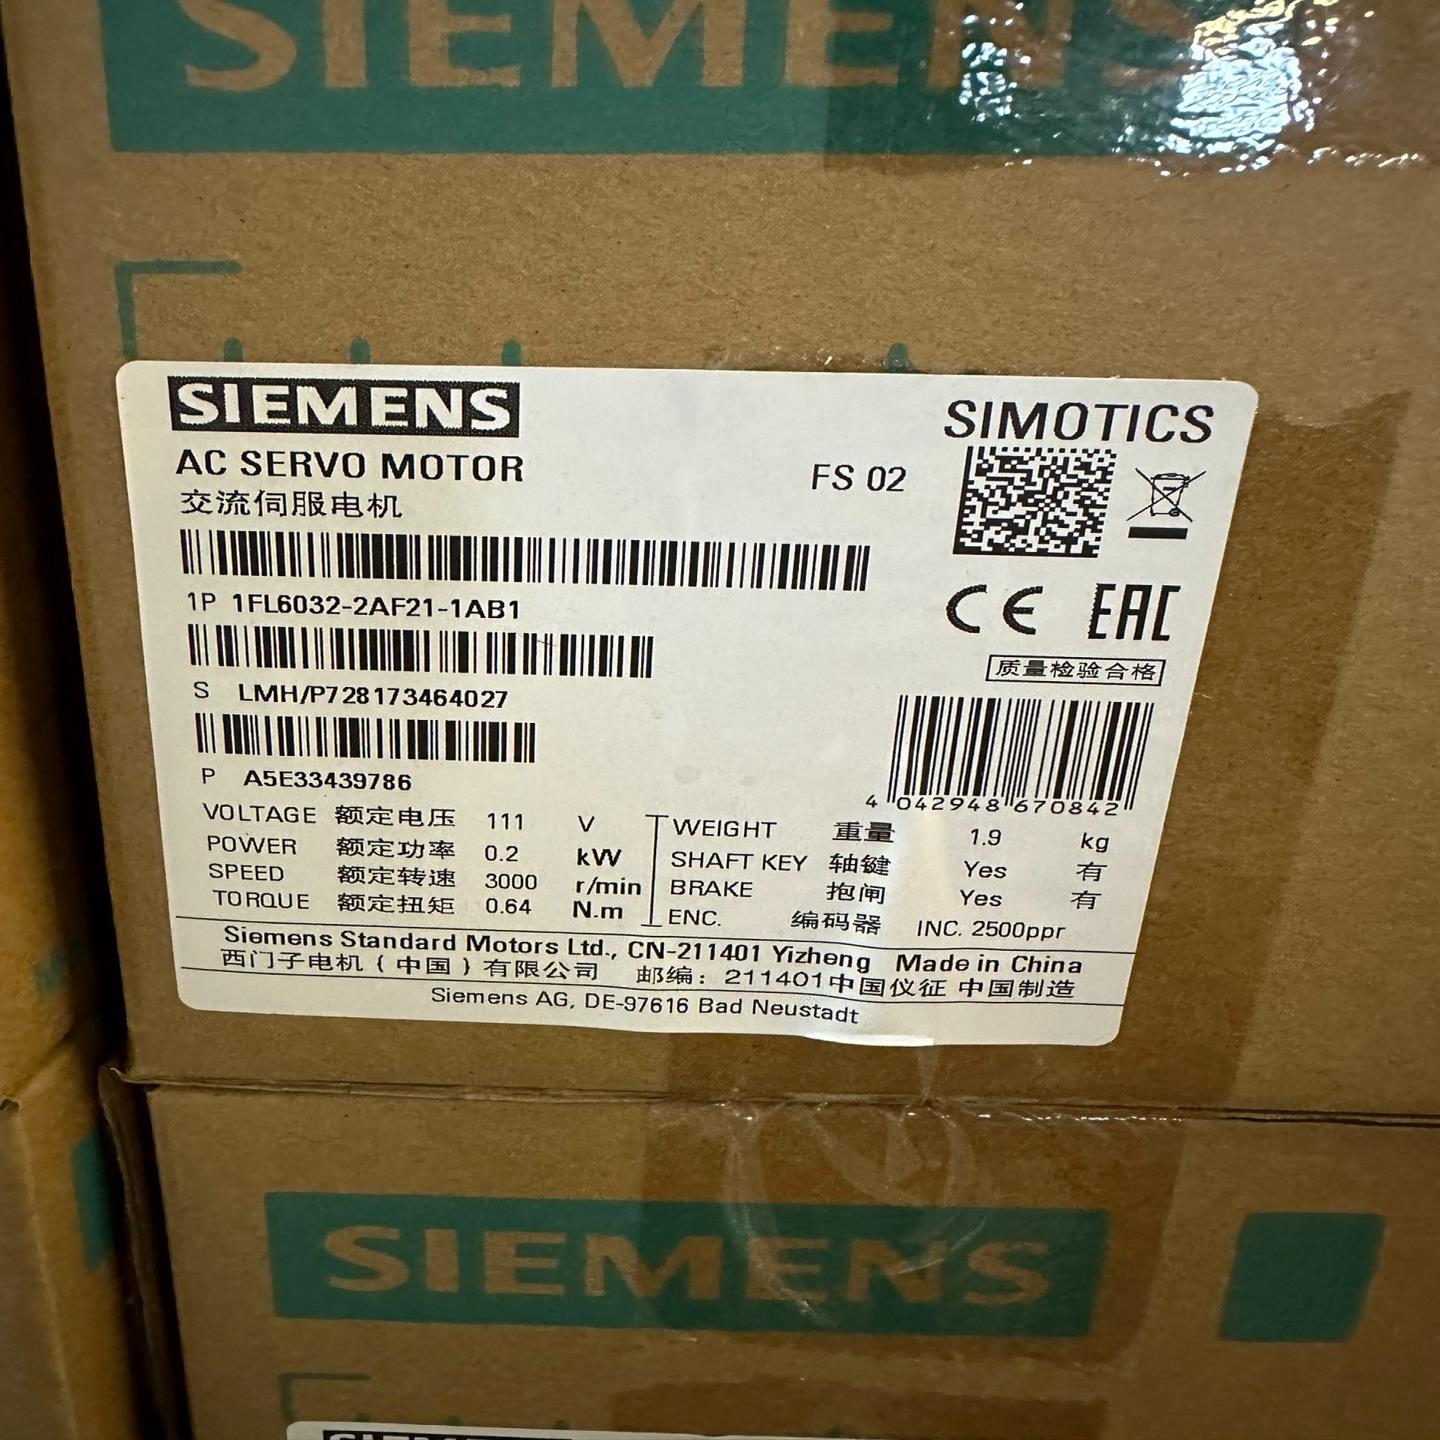 SIEMENS
SIEMENS
SIMOTICS
AC SERVO MOTOR
FS 02
交流伺服电机
1P 1FL6032-2AF21-1AB1
CE EAC
质量检验合格
S LMH/P728173464027
P A5E33439786
4 042948 670842
VOLTAGE 额定电压 111 V
POWER 额定功率 0.2 kW
SPEED 额定转速 3000 r/min
TORQUE 额定扭矩 0.64 N.m
WEIGHT 重量 1.9 kg
SHAFT KEY 轴键 Yes 有
BRAKE 抱闸 Yes 有
ENC. 编码器 INC. 2500ppr
Siemens Standard Motors Ltd., CN-211401 Yizheng Made in China
西门子电机(中国)有限公司 邮编: 211401中国仪征 中国制造
Siemens AG, DE-97616 Bad Neustadt
SIEMENS
SIEMENS